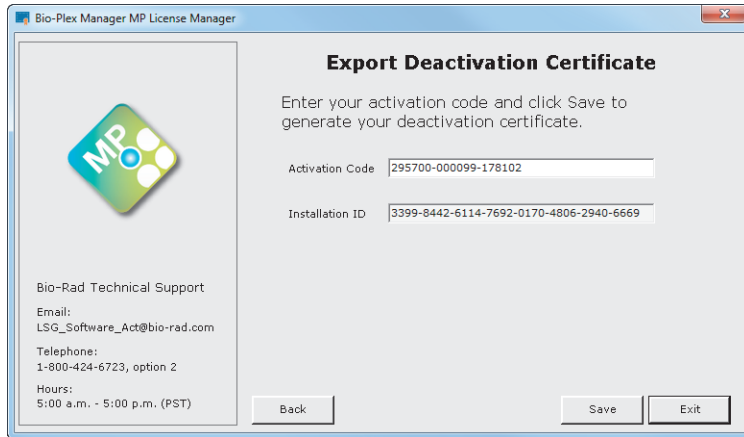 Bio-Plex Manager MP License Manager
MP
Bio-Rad Technical Support
Email:
LSG_Software_Act@bio-rad.com
Telephone:
1-800-424-6723, option 2
Hours:
5:00 a.m. - 5:00 p.m. (PST)
Export Deactivation Certificate
Enter your activation code and click Save to
generate your deactivation certificate.
Activation Code 295700-000099-178102
Installation ID 3399-8442-6114-7692-0170-4806-2940-6669
Back Save Exit